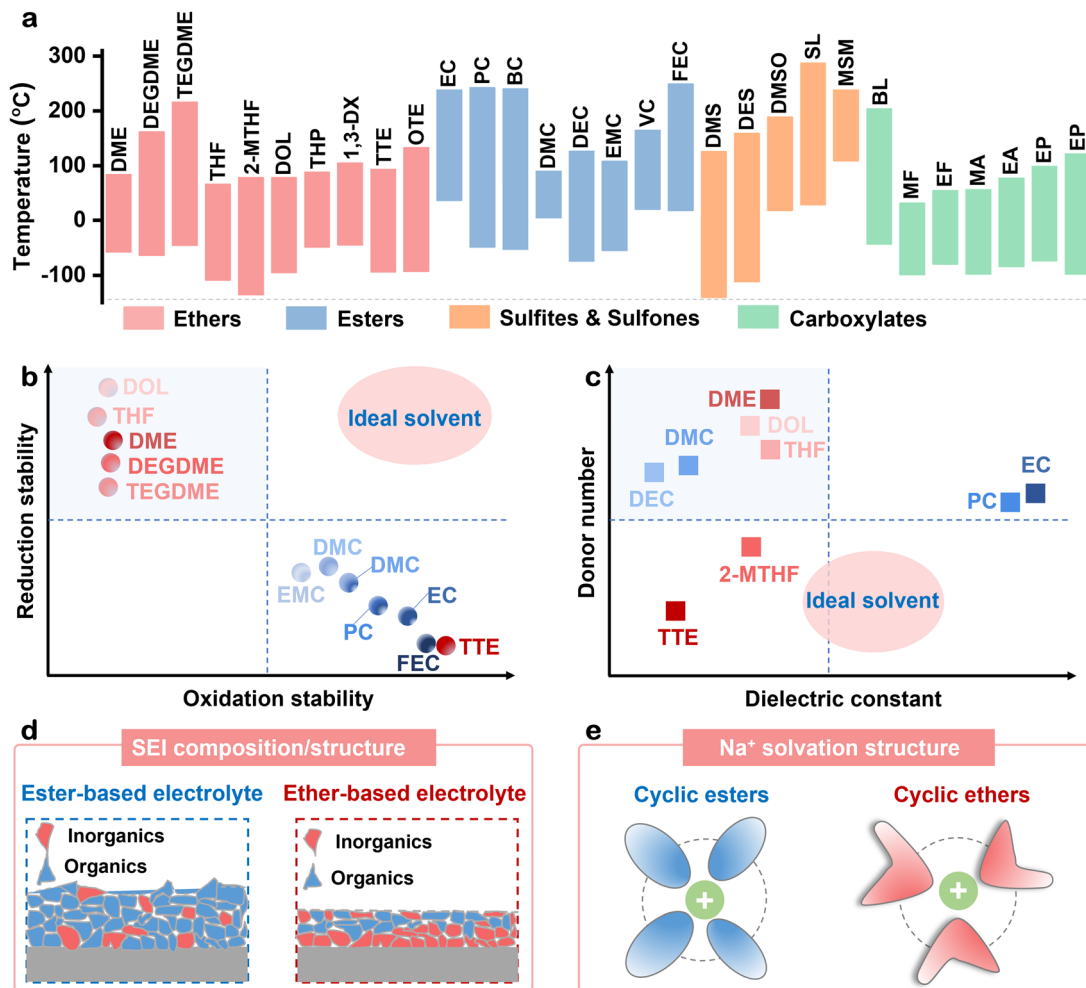 a
Temperature (°C)
300
200
100
0
-100
DME
DEGDME
TEGDME
THF
2-MTHF
DOL
THP
1,3-DX
TTE
OTE
EC
PC
BC
DMC
DEC
EMC
VC
FEC
DMS
DES
DMSO
SL
MSM
BL
MF
EF
MA
EA
EP
EP
Ethers
Esters
Sulfites & Sulfones
Carboxylates
b
Reduction stability
DOL
THF
DME
DEGDME
TEGDME
Ideal solvent
DMC
EMC
DMC
PC
EC
FEC
TTE
Oxidation stability
c
Donor number
DME
DOL
THF
DMC
DEC
EC
PC
2-MTHF
TTE
Ideal solvent
Dielectric constant
d
SEI composition/structure
Ester-based electrolyte
Inorganics
Organics
Ether-based electrolyte
Inorganics
Organics
e
Na⁺ solvation structure
Cyclic esters
+
Cyclic ethers
+